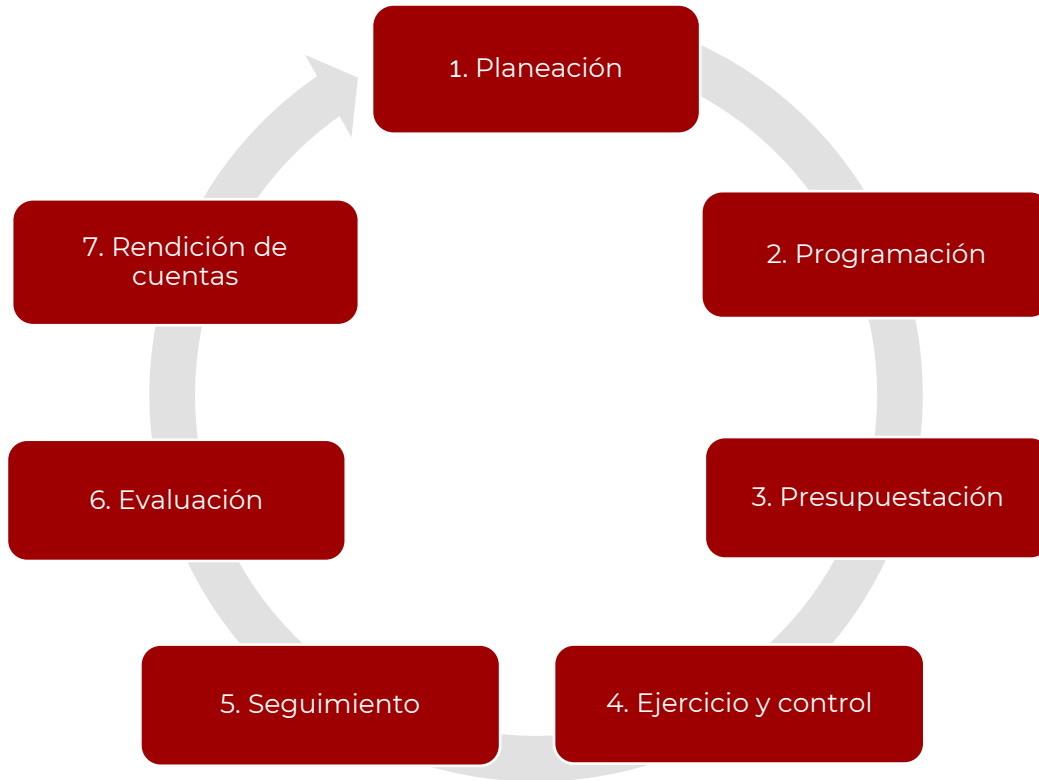 1. Planeación
2. Programación
3. Presupuestación
4. Ejercicio y control
5. Seguimiento
6. Evaluación
7. Rendición de
cuentas